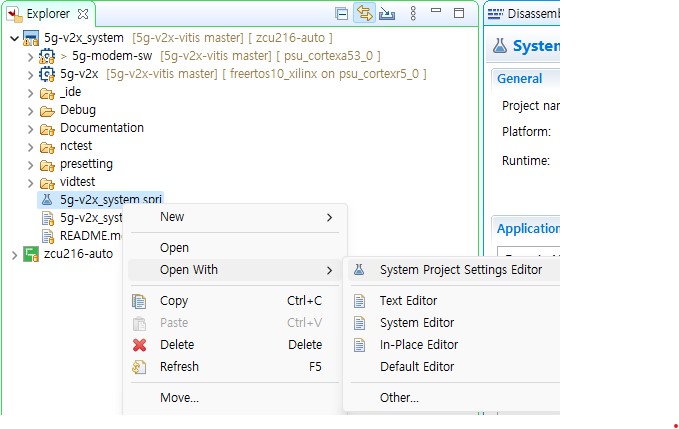 Explorer
5g-v2x_system [5g-v2x-vitis master] [ zcu216-auto ]
> 5g-modem-sw [5g-v2x-vitis master] [ psu_cortexa53_0 ]
5g-v2x [5g-v2x-vitis master] [ freertos10_xilinx on psu_cortexr5_0 ]
_ide
Debug
Documentation
nctest
presetting
vidtest
5g-v2x_system.sprj
5g-v2x_syst
README.m
zcu216-auto
New
Open
Open With
Copy Ctrl+C
Paste Ctrl+V
Delete Delete
Refresh F5
Move...
System Project Settings Editor
Text Editor
System Editor
In-Place Editor
Default Editor
Other...
Disassemb
System
General
Project nam
Platform:
Runtime:
Application